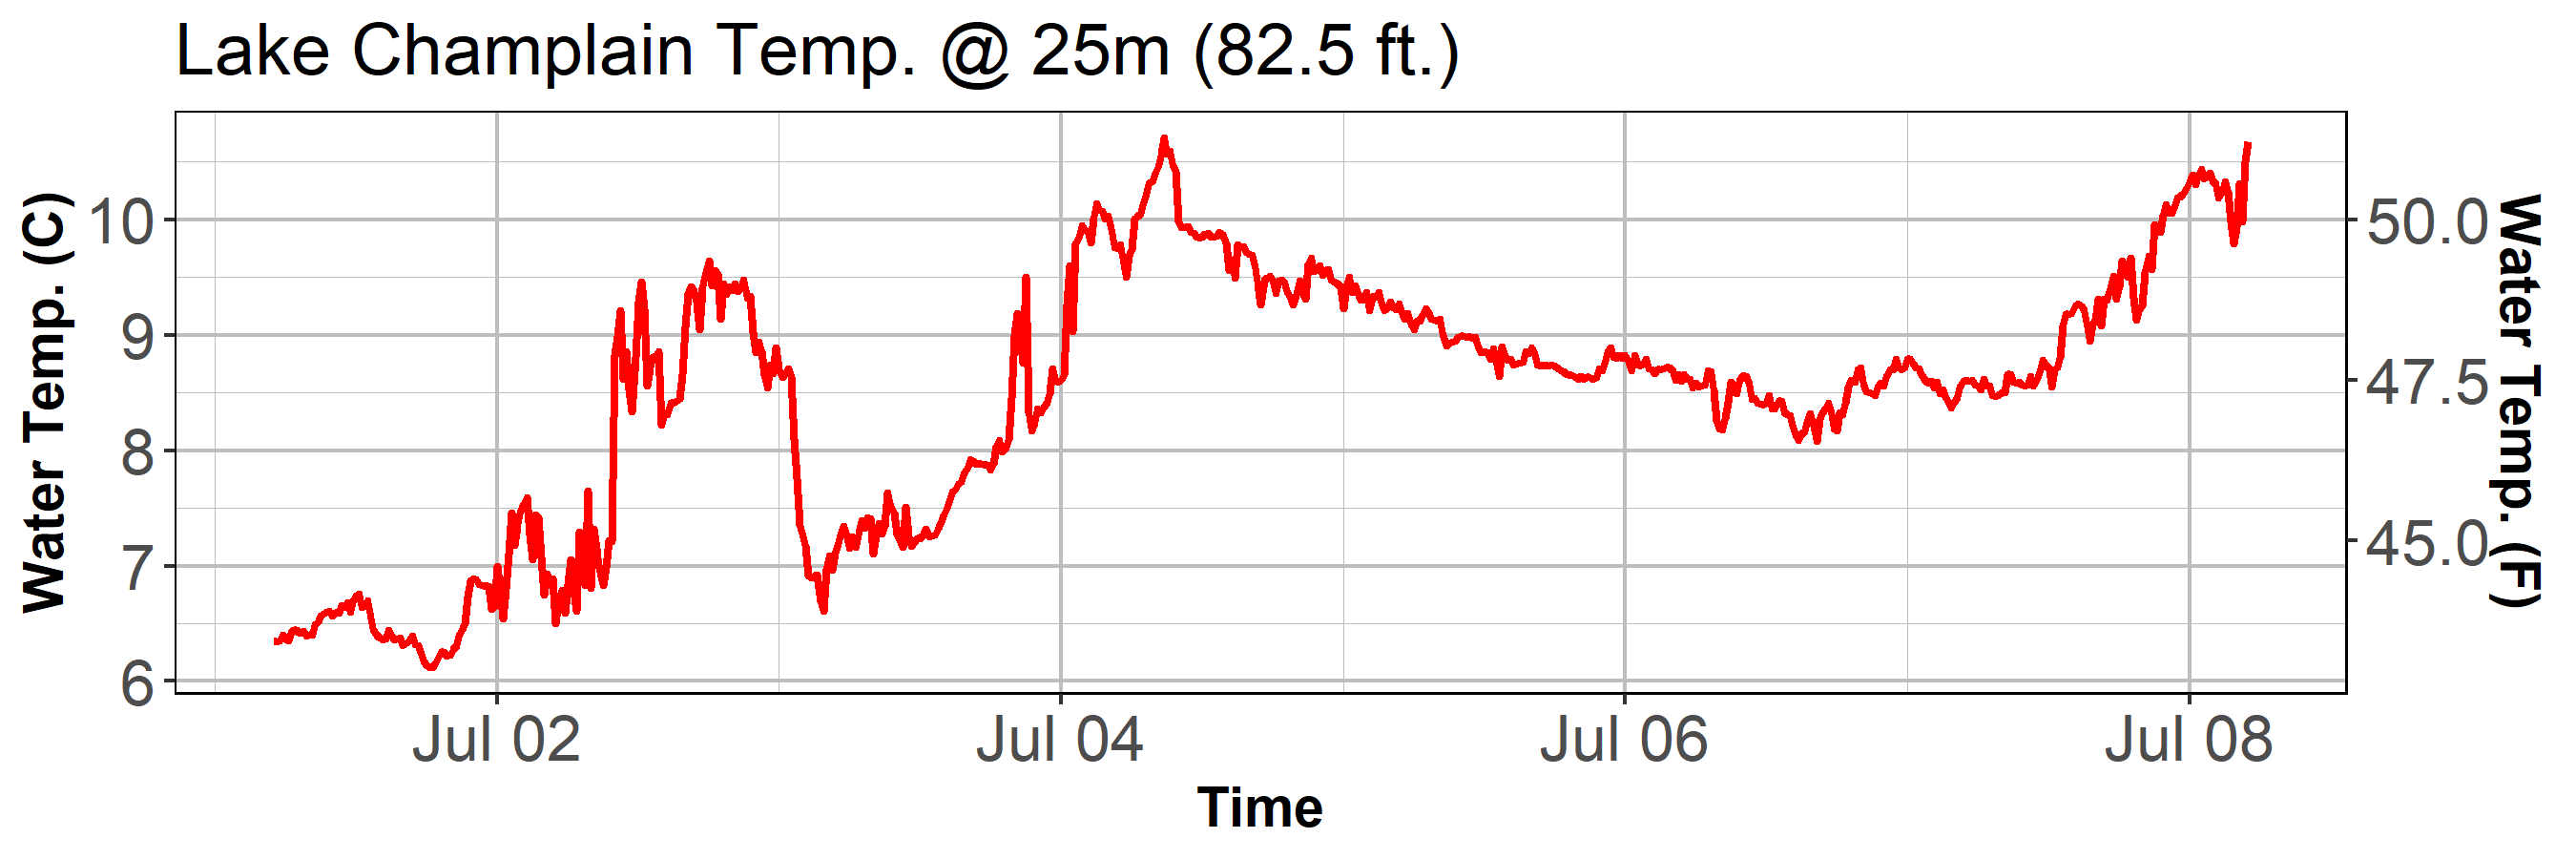 Lake Champlain Temp. @ 25m (82.5 ft.)
Water Temp. (C)
10
9
8
7
6
50.0
47.5
45.0
Water Temp. (F)
Jul 02
Jul 04
Jul 06
Jul 08
Time